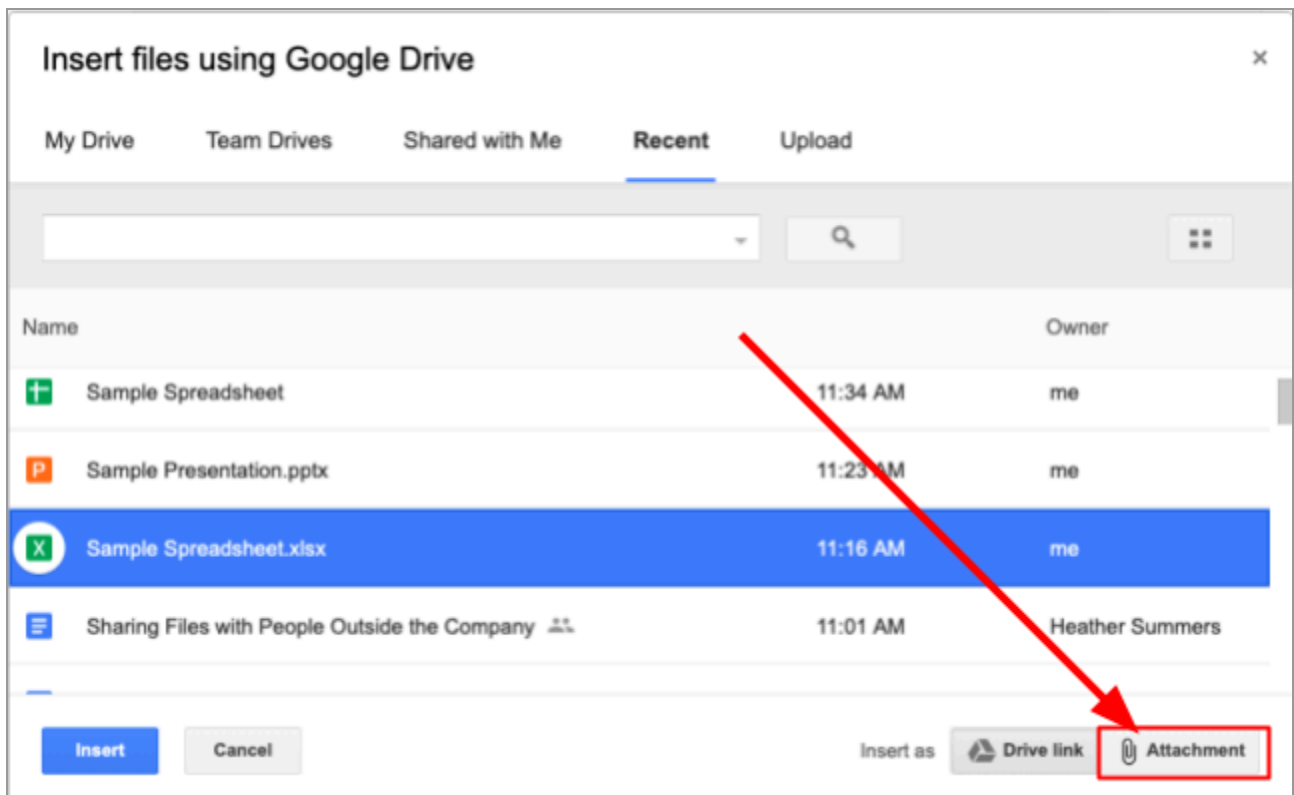 Insert files using Google Drive ×
My Drive Team Drives Shared with Me Recent Upload
Name Owner
Sample Spreadsheet 11:34 AM me
P Sample Presentation.pptx 11:23 AM me
X Sample Spreadsheet.xlsx 11:16 AM me
Sharing Files with People Outside the Company 11:01 AM Heather Summers
Insert Cancel Insert as Drive link Attachment